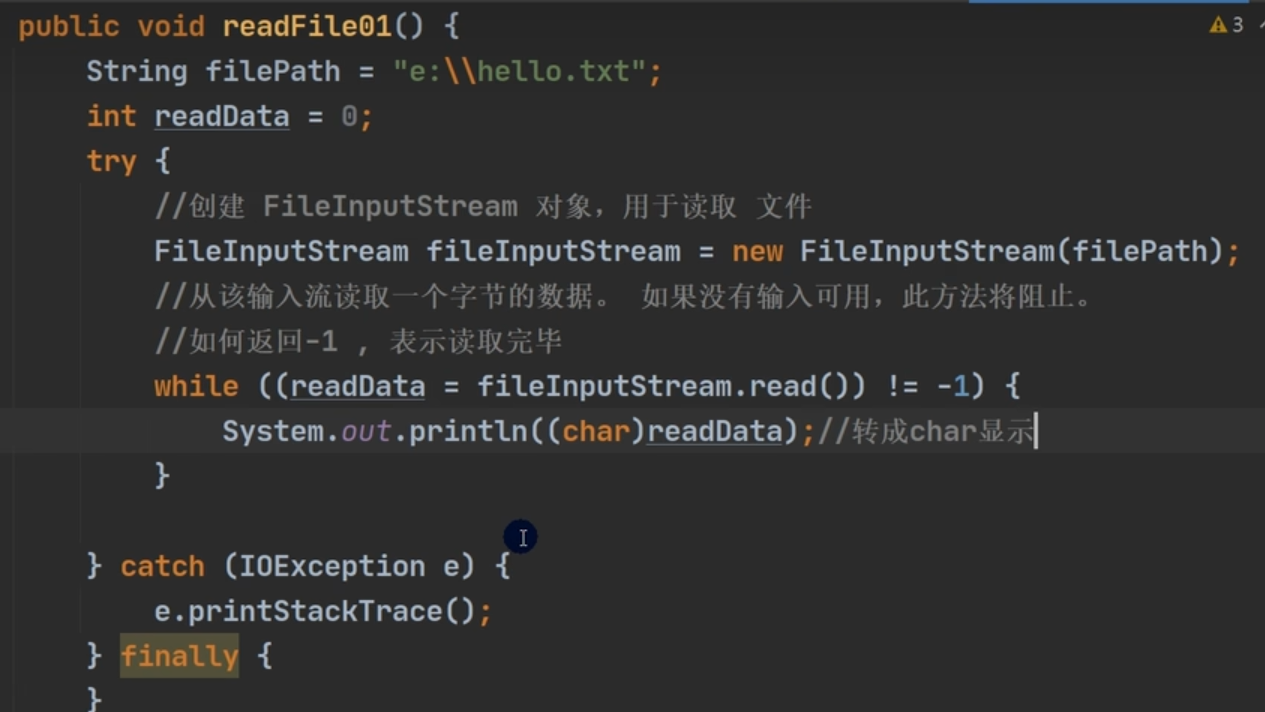 public void readFile01() {
3
String filePath = "e:\\hello.txt";
int readData = 0;
try {
//创建 FileInputStream 对象，用于读取 文件
FileInputStream fileInputStream = new FileInputStream(filePath);
//从该输入流读取一个字节的数据。 如果没有输入可用，此方法将阻止。
//如何返回-1 , 表示读取完毕
while ((readData = fileInputStream.read()) != -1) {
System.out.println((char)readData);//转成char显示
}
} catch (IOException e) {
e.printStackTrace();
} finally {
}